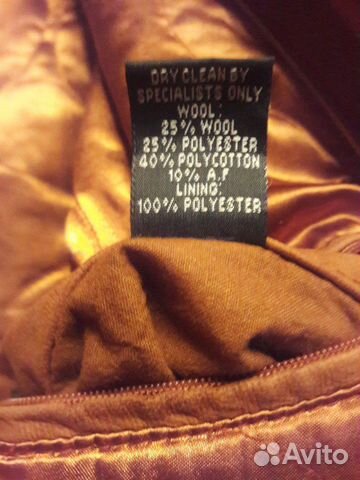 DRY CLEAN BY
SPECIALISTS ONLY
WOOL:
25% WOOL
25% POLYESTER
40% POLYCOTTON
10% A.F
LINING:
100% POLYESTER
Avito